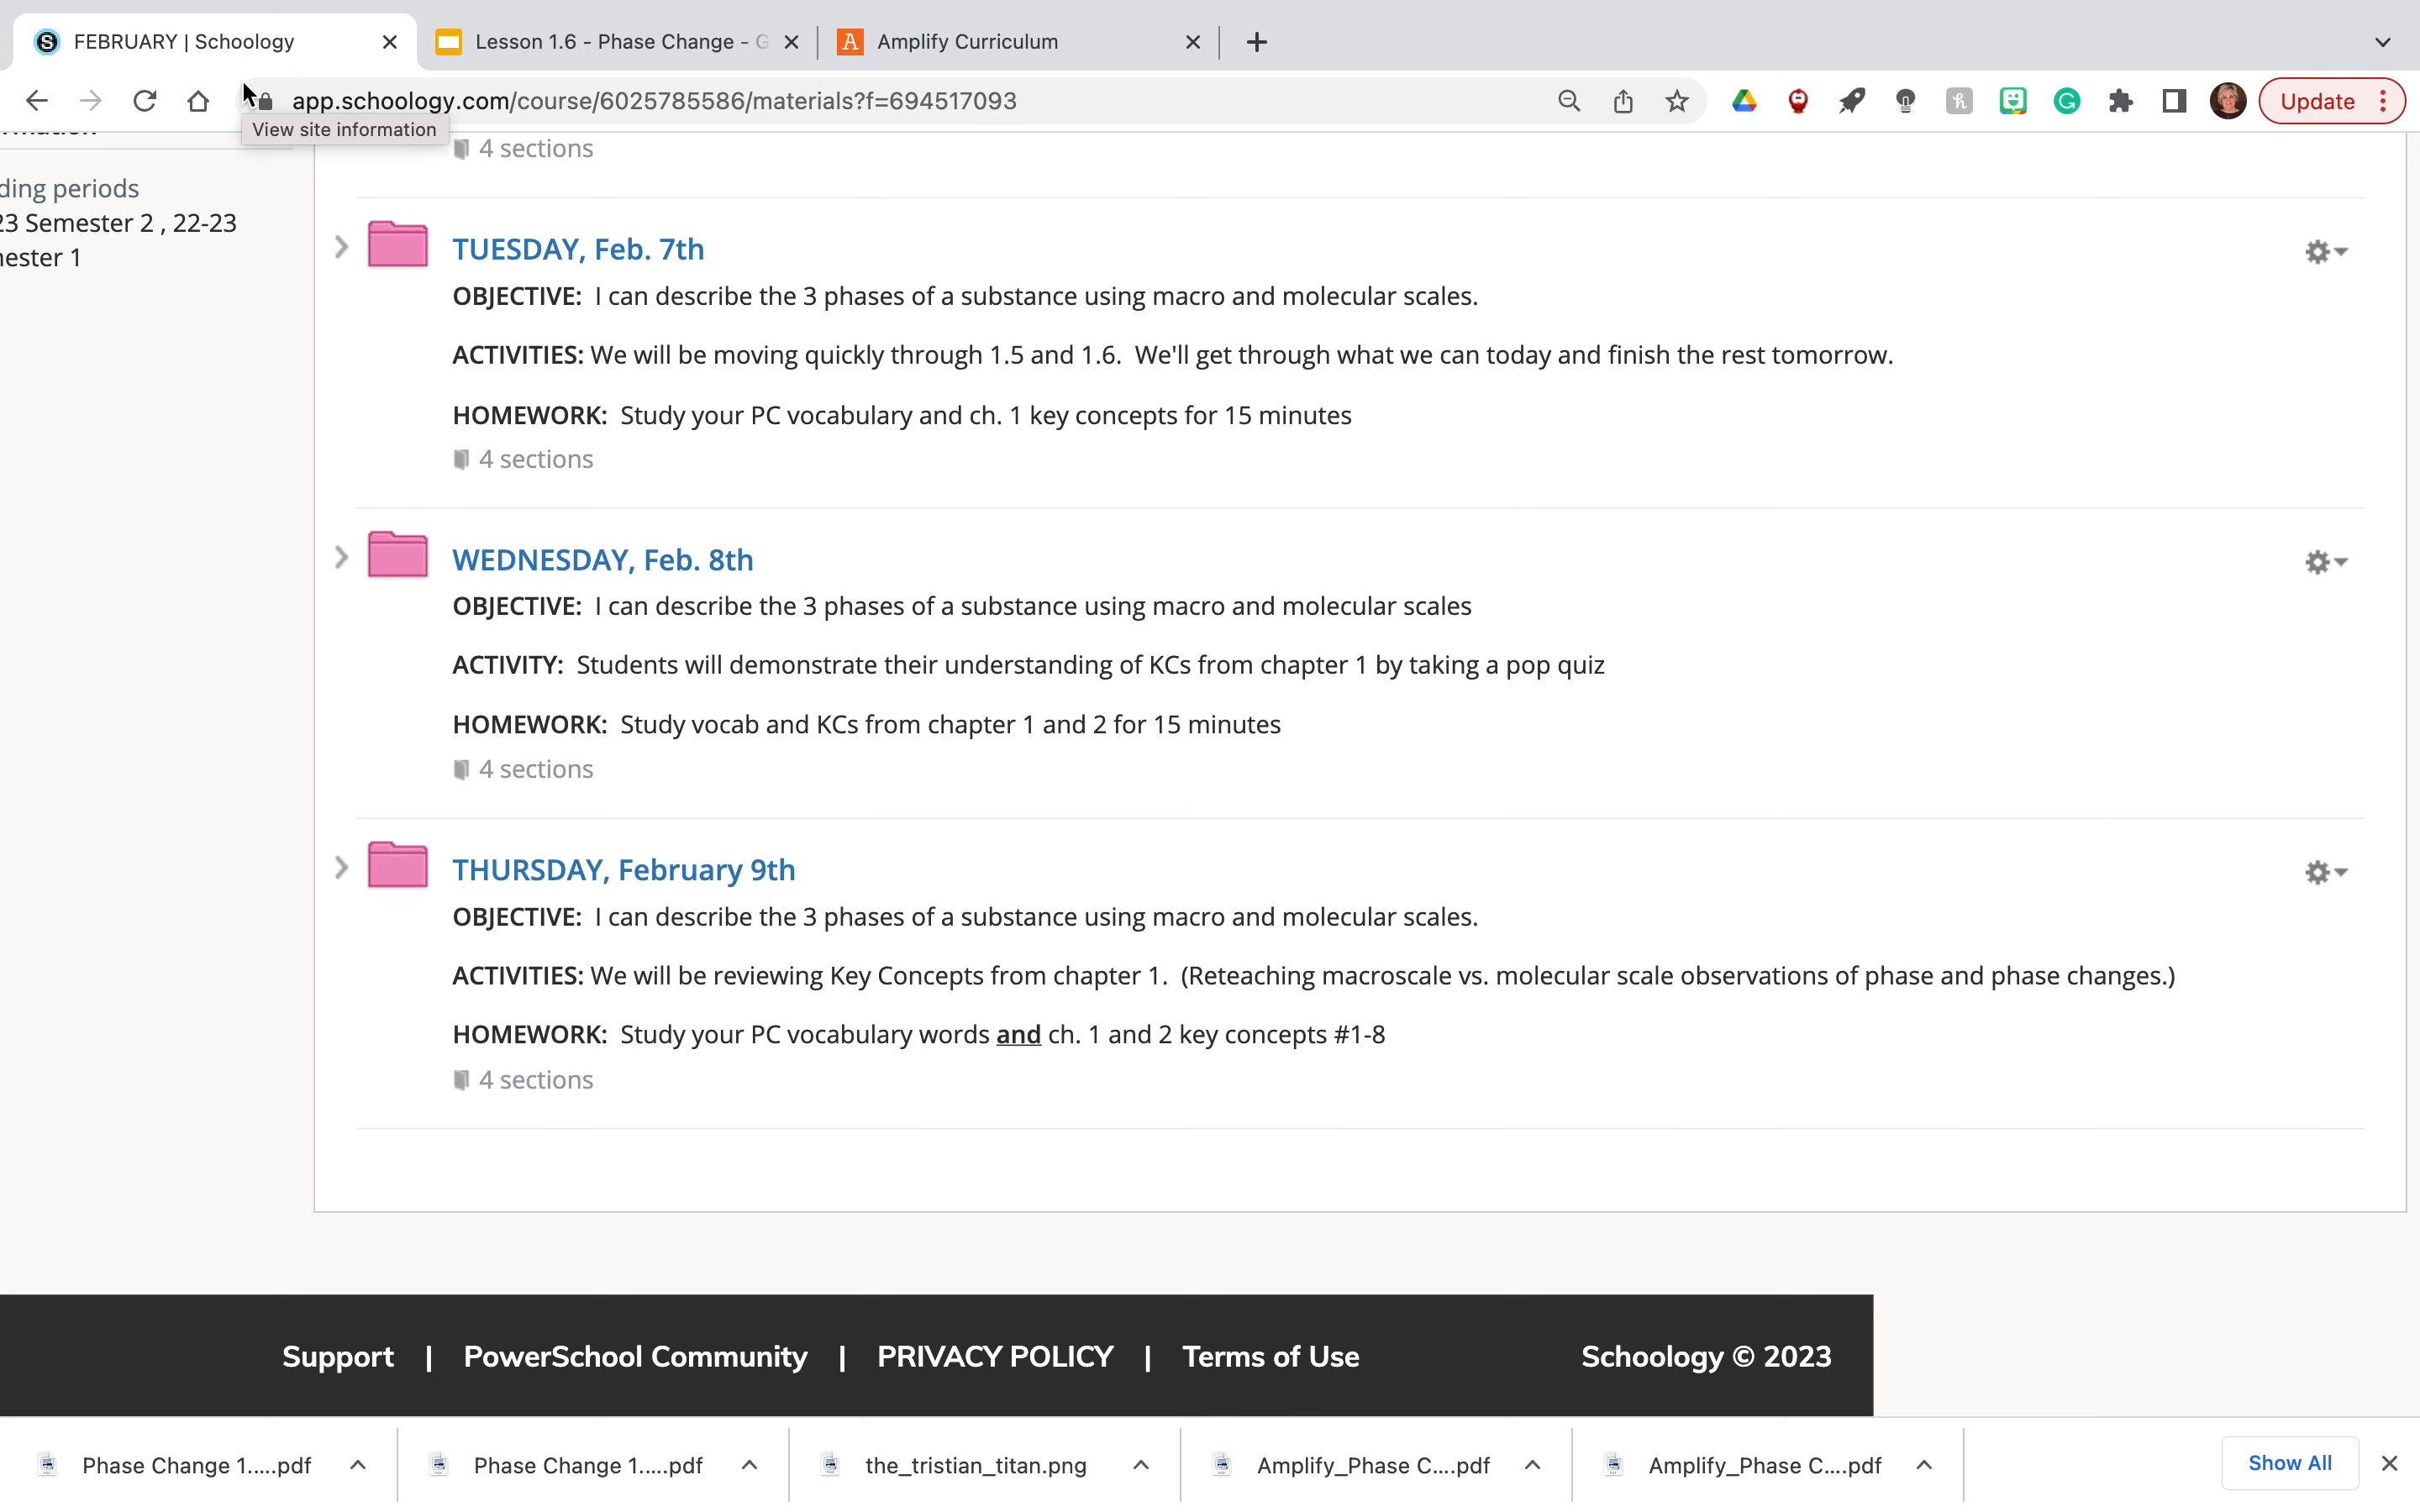 FEBRUARY | Schoology
Lesson 1.6 - Phase Change - G
Amplify Curriculum
app.schoology.com/course/6025785586/materials?f=694517093
Update
View site information
4 sections
ding periods
23 Semester 2 , 22-23
ester 1
TUESDAY, Feb. 7th
OBJECTIVE: I can describe the 3 phases of a substance using macro and molecular scales.
ACTIVITIES: We will be moving quickly through 1.5 and 1.6. We'll get through what we can today and finish the rest tomorrow.
HOMEWORK: Study your PC vocabulary and ch. 1 key concepts for 15 minutes
4 sections
WEDNESDAY, Feb. 8th
OBJECTIVE: I can describe the 3 phases of a substance using macro and molecular scales
ACTIVITY: Students will demonstrate their understanding of KCs from chapter 1 by taking a pop quiz
HOMEWORK: Study vocab and KCs from chapter 1 and 2 for 15 minutes
4 sections
THURSDAY, February 9th
OBJECTIVE: I can describe the 3 phases of a substance using macro and molecular scales.
ACTIVITIES: We will be reviewing Key Concepts from chapter 1. (Reteaching macroscale vs. molecular scale observations of phase and phase changes.)
HOMEWORK: Study your PC vocabulary words and ch. 1 and 2 key concepts #1-8
4 sections
Support | PowerSchool Community | PRIVACY POLICY | Terms of Use Schoology © 2023
Phase Change 1.....pdf
Phase Change 1.....pdf
the_tristian_titan.png
Amplify_Phase C....pdf
Amplify_Phase C....pdf
Show All